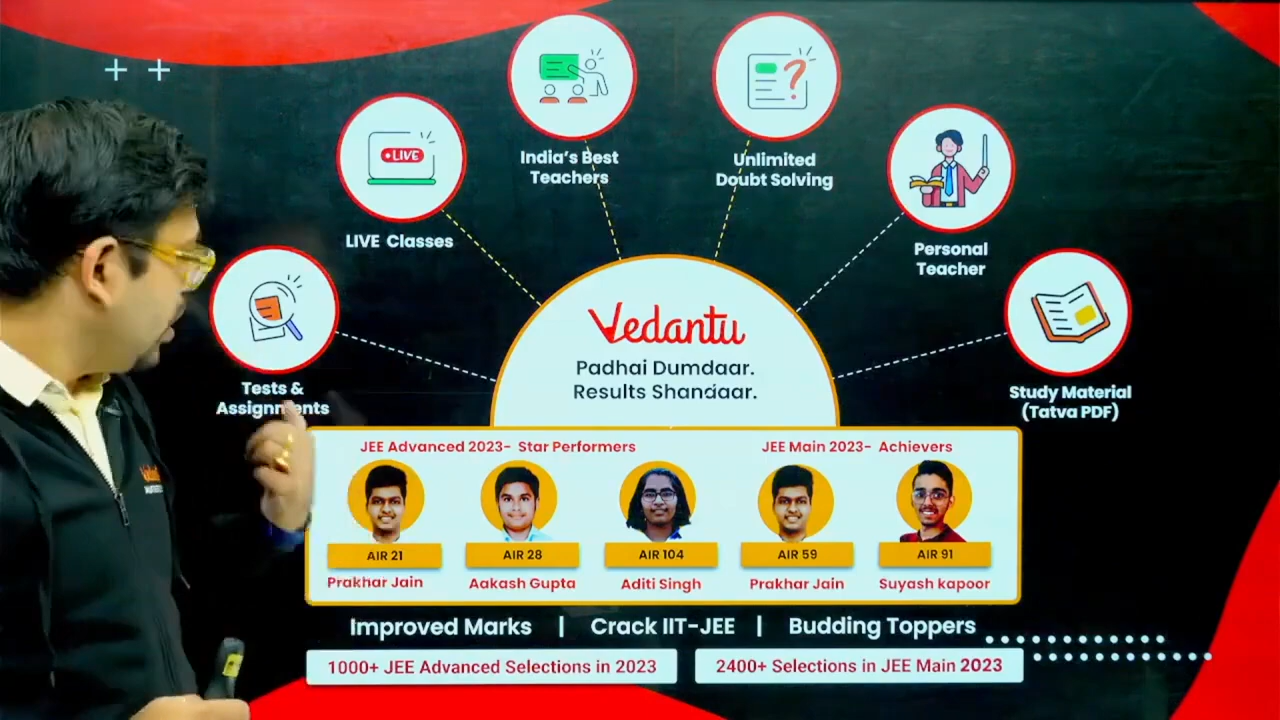 LIVE
India's Best
Teachers
Unlimited
Doubt Solving
LIVE Classes
Personal
Teacher
Tests &
Assignments
Vedantu
Padhai Dumdaar.
Results Shandaar.
Study Material
(Tatva PDF)
JEE Advanced 2023- Star Performers
JEE Main 2023- Achievers
AIR 21
AIR 28
AIR 104
AIR 59
AIR 91
Prakhar Jain
Aakash Gupta
Aditi Singh
Prakhar Jain
Suyash kapoor
Improved Marks | Crack IIT-JEE | Budding Toppers
1000+ JEE Advanced Selections in 2023
2400+ Selections in JEE Main 2023